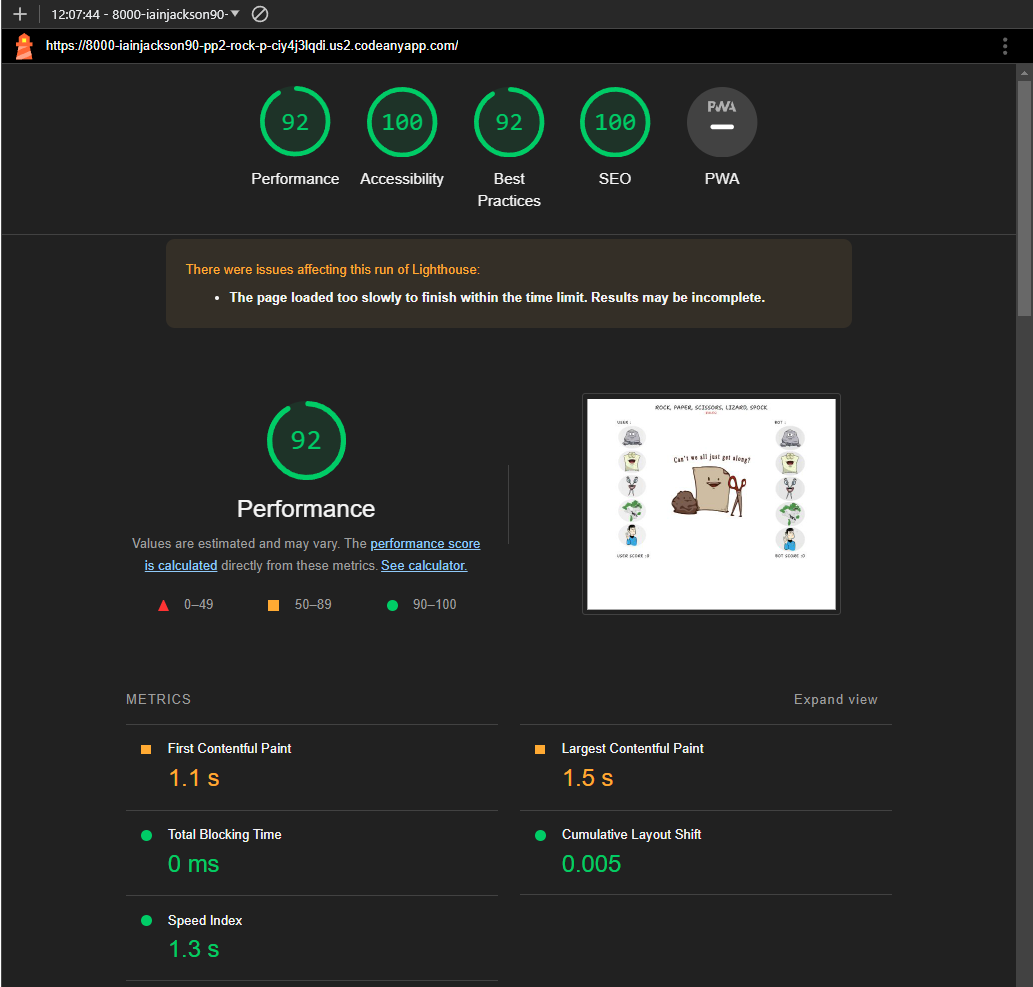 12:07:44 - 8000-iainjackson90-
https://8000-iainjackson90-pp2-rock-p-ciy4j3lqdi.us2.codeanyapp.com/
92 100 92 100 PWA
Performance Accessibility Best Practices SEO PWA
There were issues affecting this run of Lighthouse:
• The page loaded too slowly to finish within the time limit. Results may be incomplete.
92
Performance
Values are estimated and may vary. The performance score
is calculated directly from these metrics. See calculator.
0–49 50–89 90–100
ROCK, PAPER, SCISSORS, LIZARD, SPOCK
USER :
BOT :
Can't we all just get along?
USER SCORE :0
BOT SCORE :0
METRICS
Expand view
First Contentful Paint
1.1 s
Largest Contentful Paint
1.5 s
Total Blocking Time
0 ms
Cumulative Layout Shift
0.005
Speed Index
1.3 s